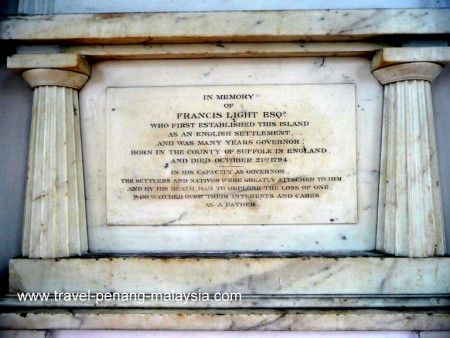 IN MEMORY
OF
FRANCIS LIGHT ESQR
WHO FIRST ESTABLISHED THIS ISLAND
AS AN ENGLISH SETTLEMENT
AND WAS MANY YEARS GOVERNOR
BORN IN THE COUNTY OF SUFFOLK IN ENGLAND
AND DIED OCTOBER 21ST 1794
IN HIS CAPACITY AS GOVERNOR
THE SETTLERS AND NATIVES WERE GREATLY ATTACHED TO HIM
AND BY HIS DEATH HAD TO DEPLORE THE LOSS OF ONE
WHO WATCHED OVER THEIR INTERESTS AND CARES
AS A FATHER
www.travel-penang-malaysia.com